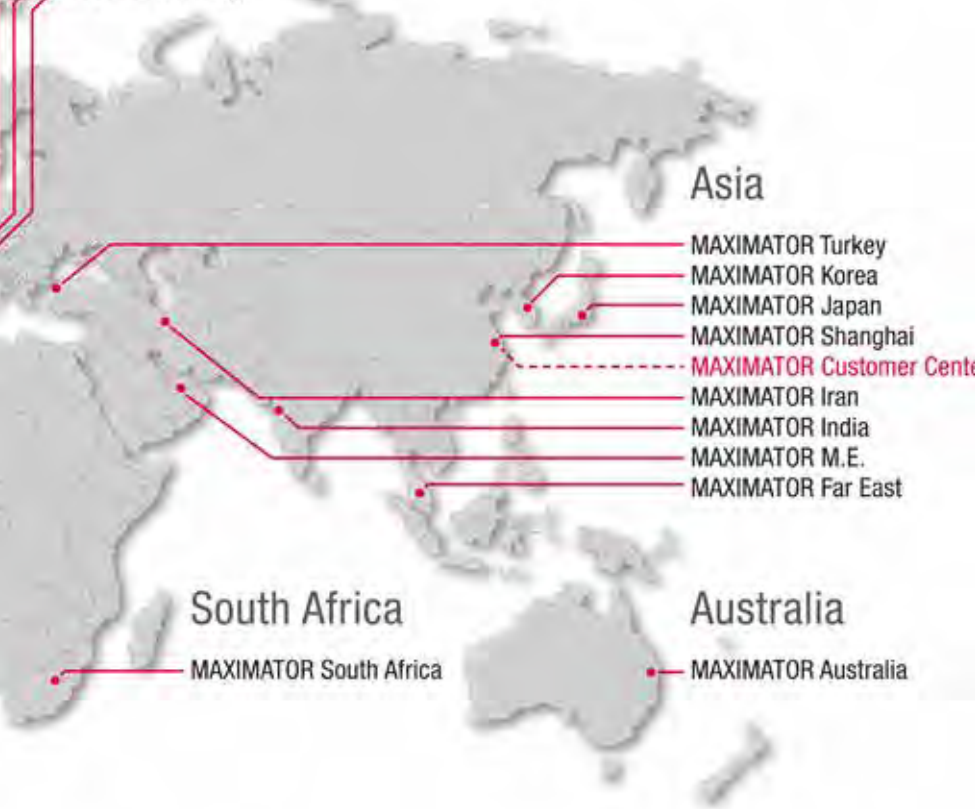 Asia
MAXIMATOR Turkey
MAXIMATOR Korea
MAXIMATOR Japan
MAXIMATOR Shanghai
MAXIMATOR Customer
MAXIMATOR Iran
MAXIMATOR India
MAXIMATOR M.E.
MAXIMATOR Far East
South Africa
MAXIMATOR South Africa
Australia
MAXIMATOR Australia